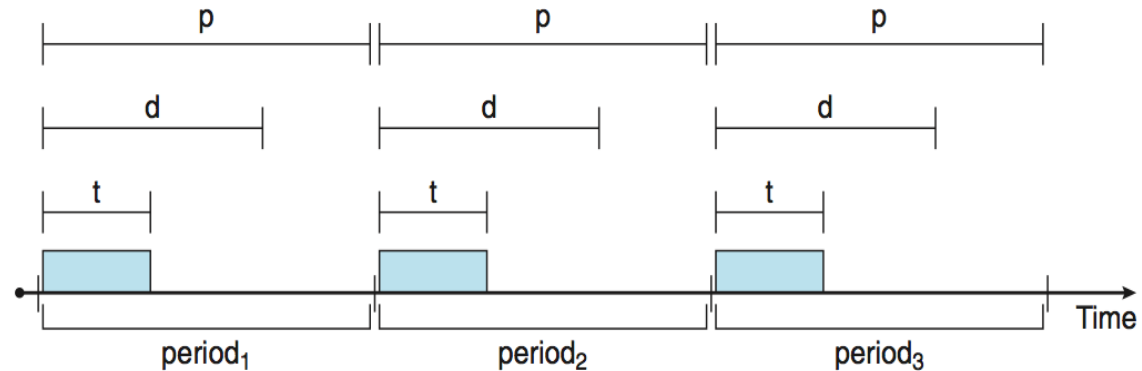 p p p
d d d
t t t
Time
period₁ period₂ period₃